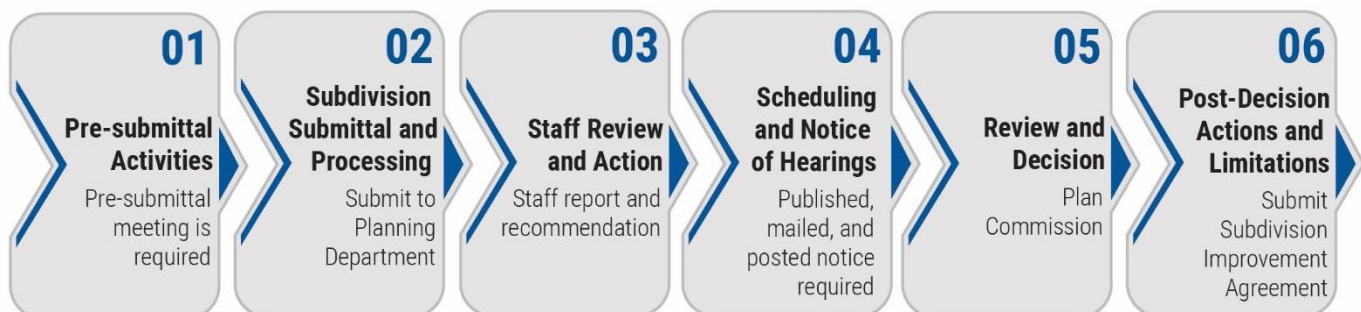 01
Pre-submittal
Activities
Pre-submittal
meeting is
required
02
Subdivision
Submittal and
Processing
Submit to
Planning
Department
03
Staff Review
and Action
Staff report and
recommendation
04
Scheduling
and Notice
of Hearings
Published,
mailed, and
posted notice
required
05
Review and
Decision
Plan
Commission
06
Post-Decision
Actions and
Limitations
Submit
Subdivision
Improvement
Agreement